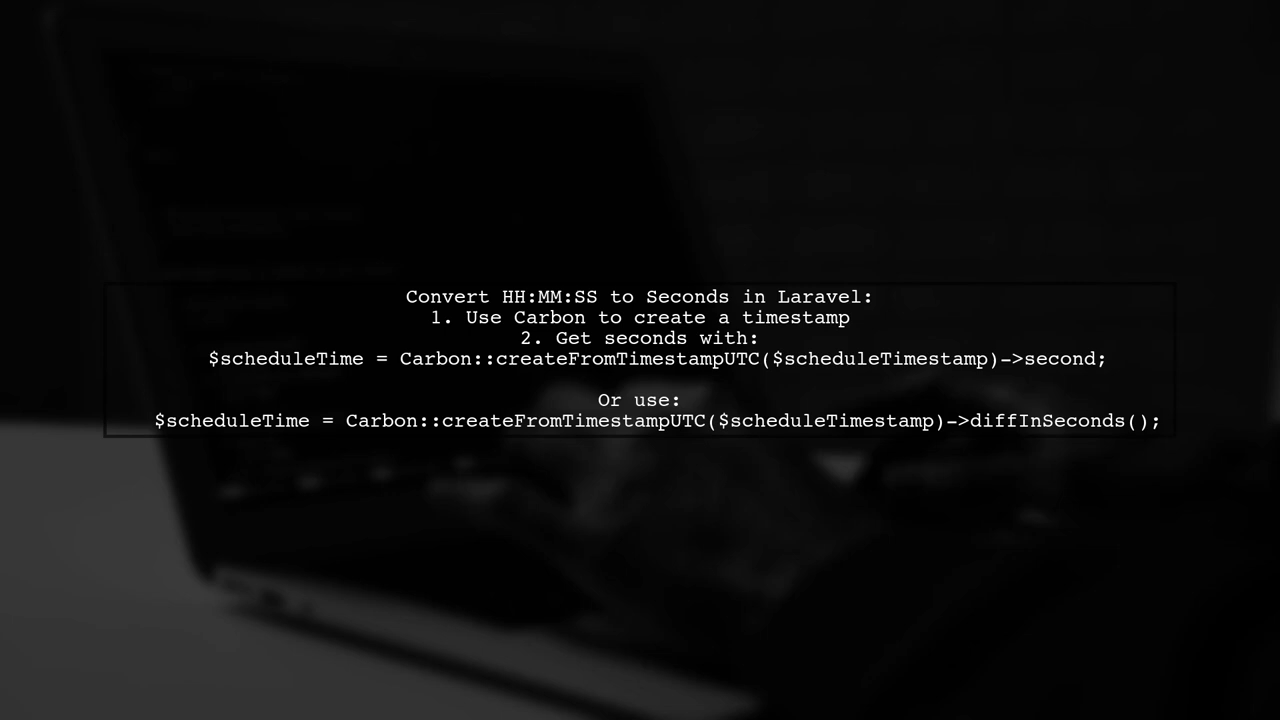 Convert HH:MM:SS to Seconds in Laravel:
1. Use Carbon to create a timestamp
2. Get seconds with:
$scheduleTime = Carbon::createFromTimestampUTC($scheduleTimestamp)->second;
Or use:
$scheduleTime = Carbon::createFromTimestampUTC($scheduleTimestamp)->diffInSeconds();